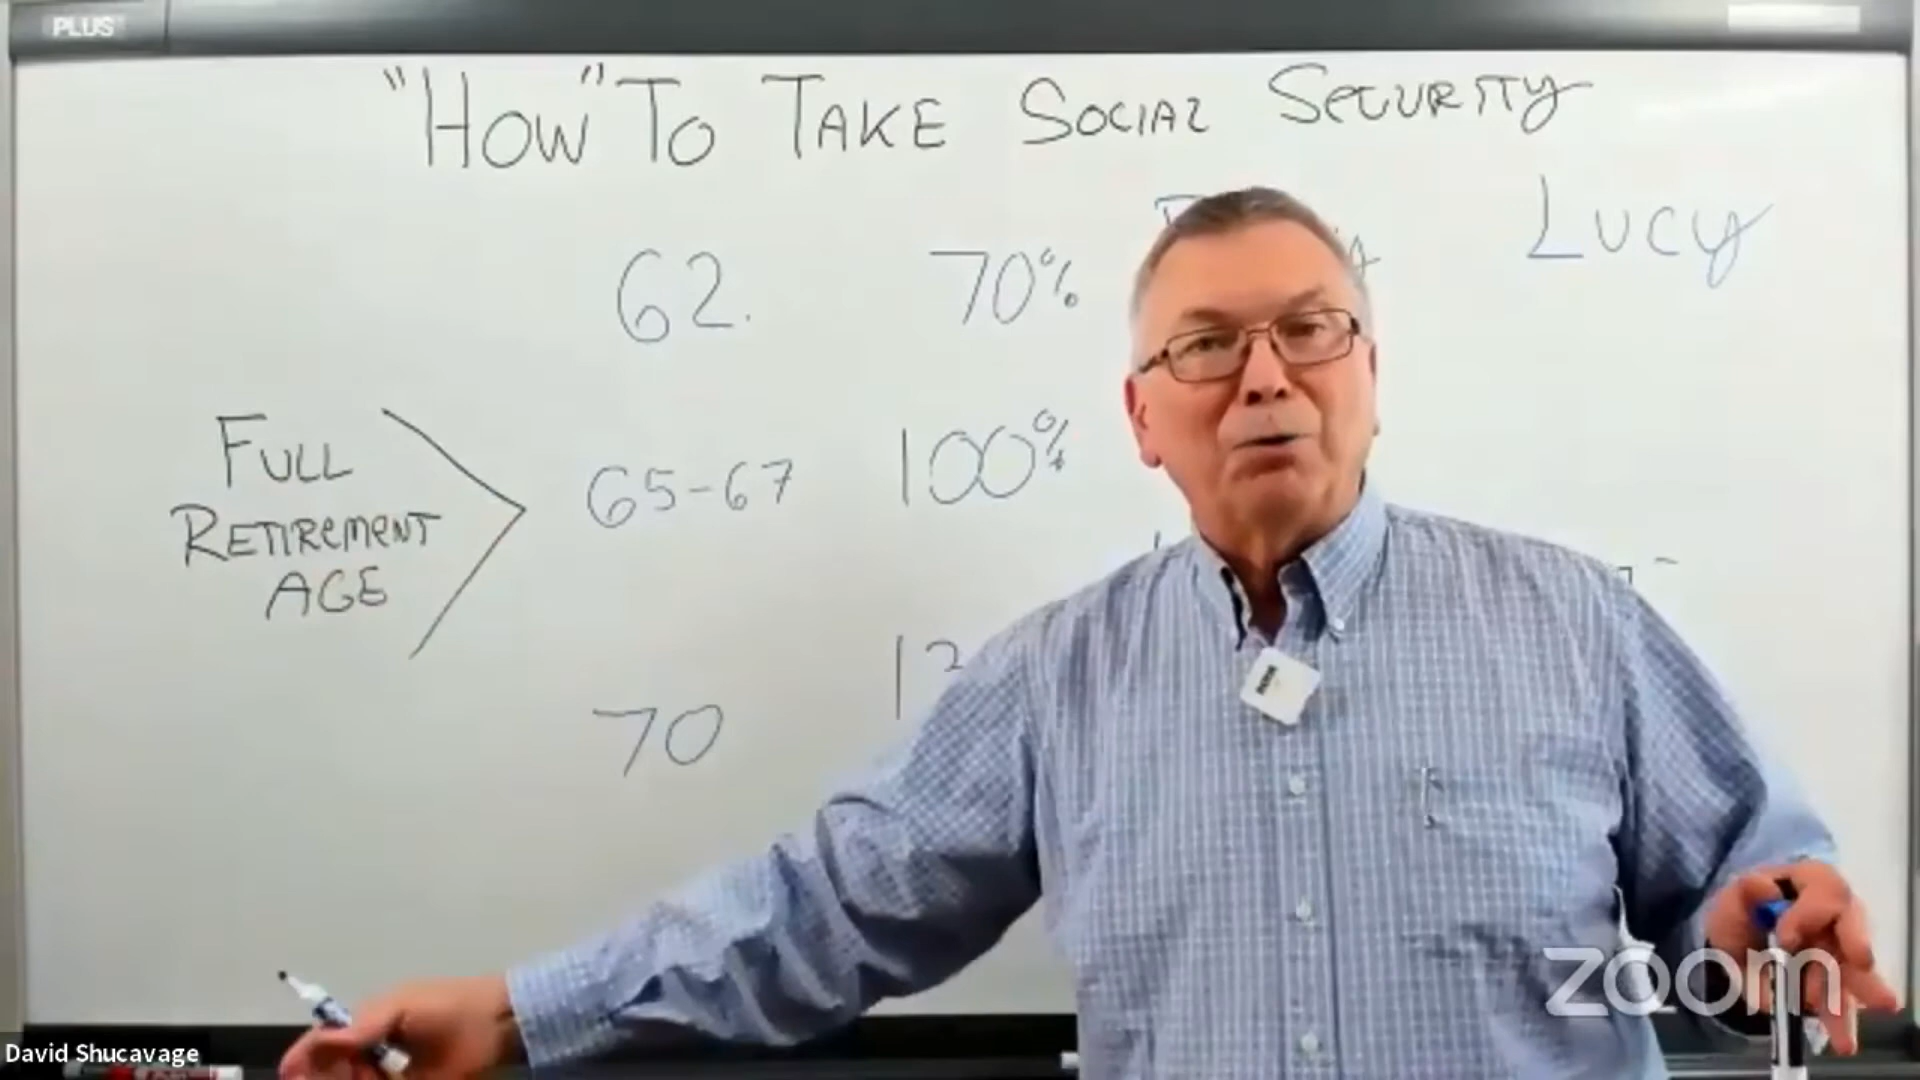 PLUS
"HOW" TO TAKE SOCIAL SECURITY
LUCY
62. 70%
FULL RETIREMENT AGE
65-67 100%
70
zoom
David Shucavage